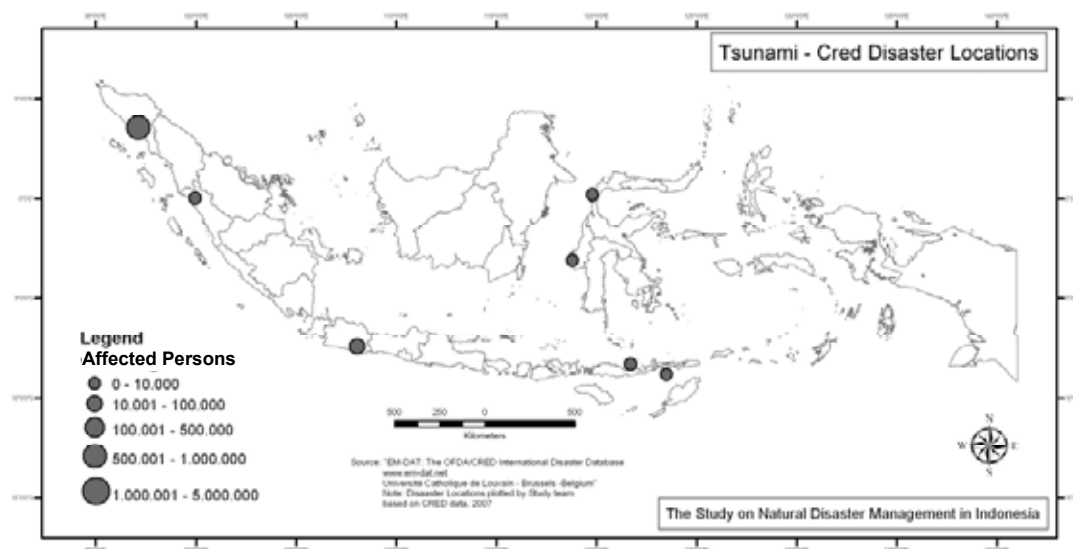 Tsunami - Cred Disaster Locations
Legend
Affected Persons
0 - 10.000
10.001 - 100.000
100.001 - 500.000
500.001 - 1.000.000
1.000.001 - 5.000.000
500 250 0 500
Kilometers
N
W E
S
Source: "EM-DAT: The OFDA/CRED International Disaster Database
www.em-dat.net
Université Catholique de Louvain - Brussels -Belgium"
Note: Disaster Locations plotted by Study team
based on CRED data, 2007
The Study on Natural Disaster Management in Indonesia